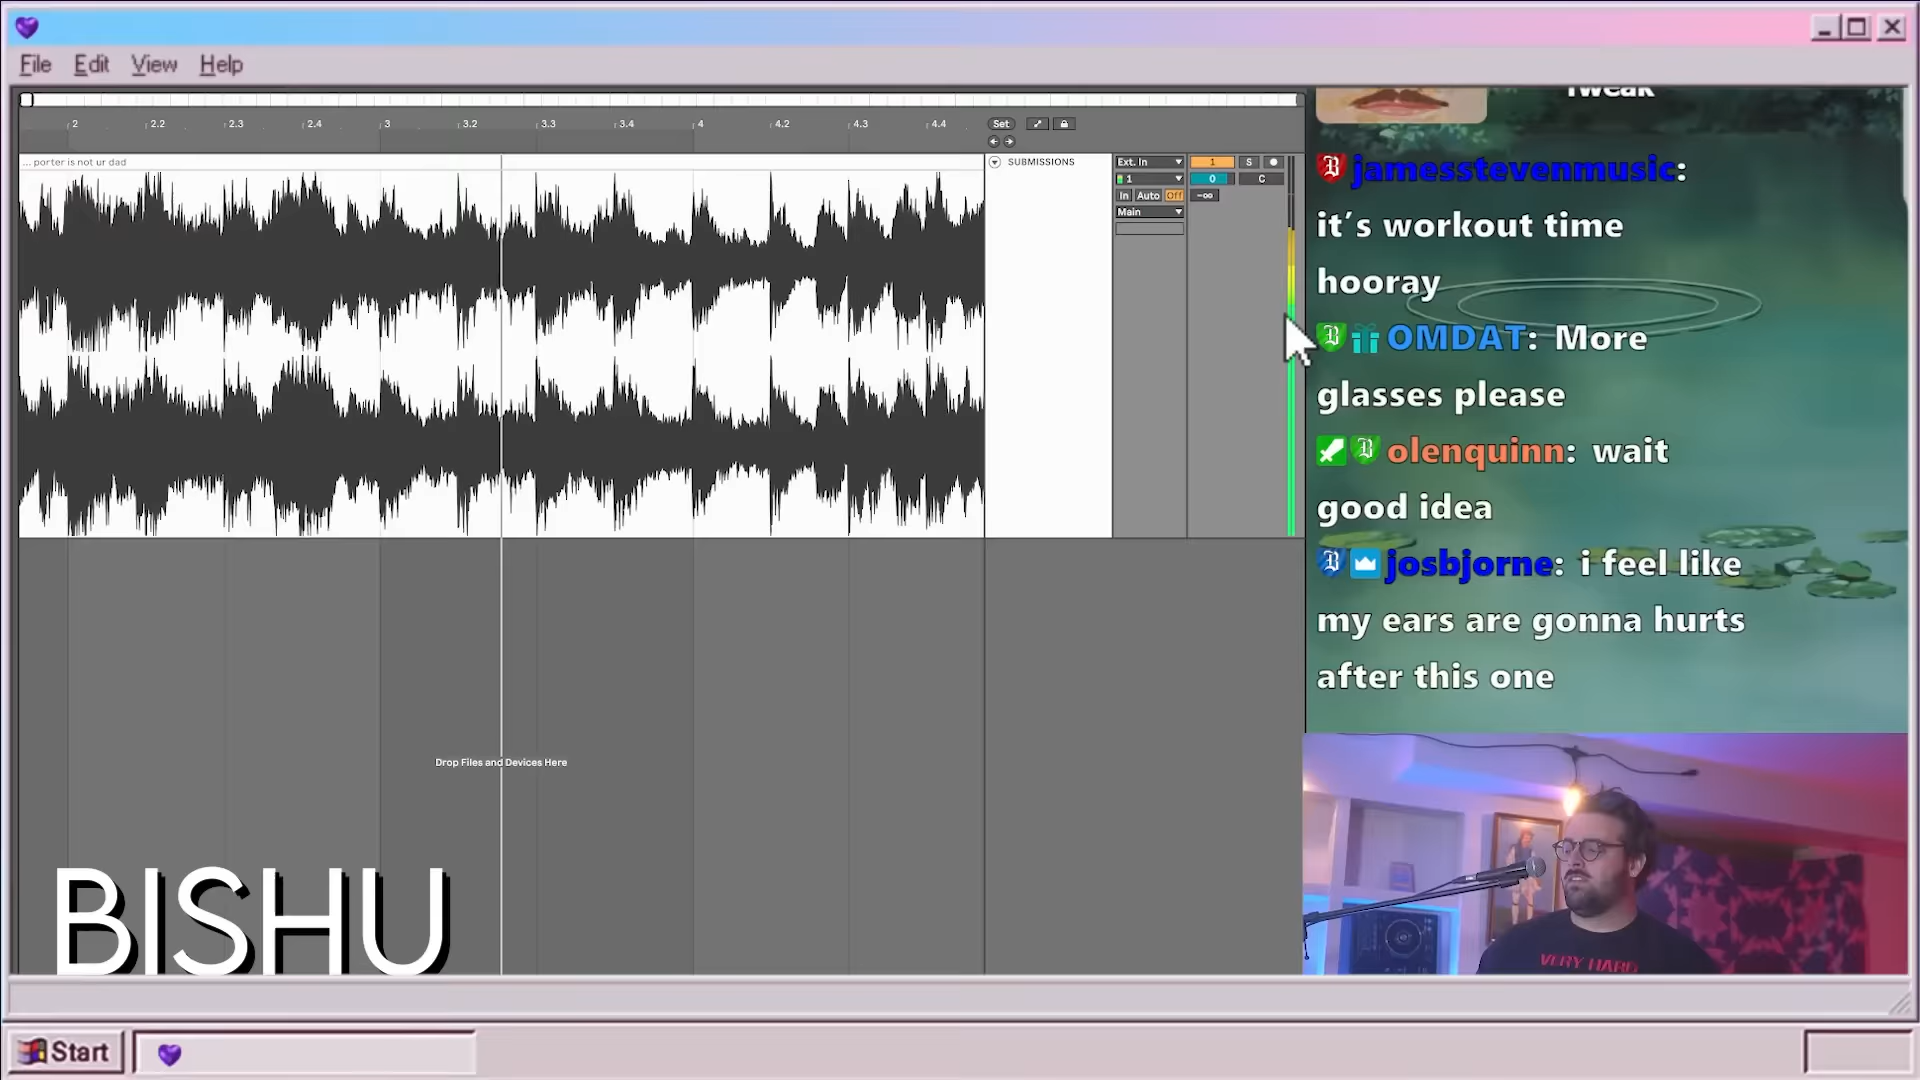 File Edit View Help
2 2.2 2.3 2.4 3 3.2 3.3 3.4 4 4.2 4.3 4.4
Set
... porter is not ur dad
SUBMISSIONS
Ext. In 1 S
1 0 C
In Auto Off -∞
Main
Drop Files and Devices Here
BISHU
Tweak
jamesstevenmusic:
it's workout time
hooray
OMDAT: More
glasses please
olenquinn: wait
good idea
josbjorne: i feel like
my ears are gonna hurts
after this one
VERY HARD
Start